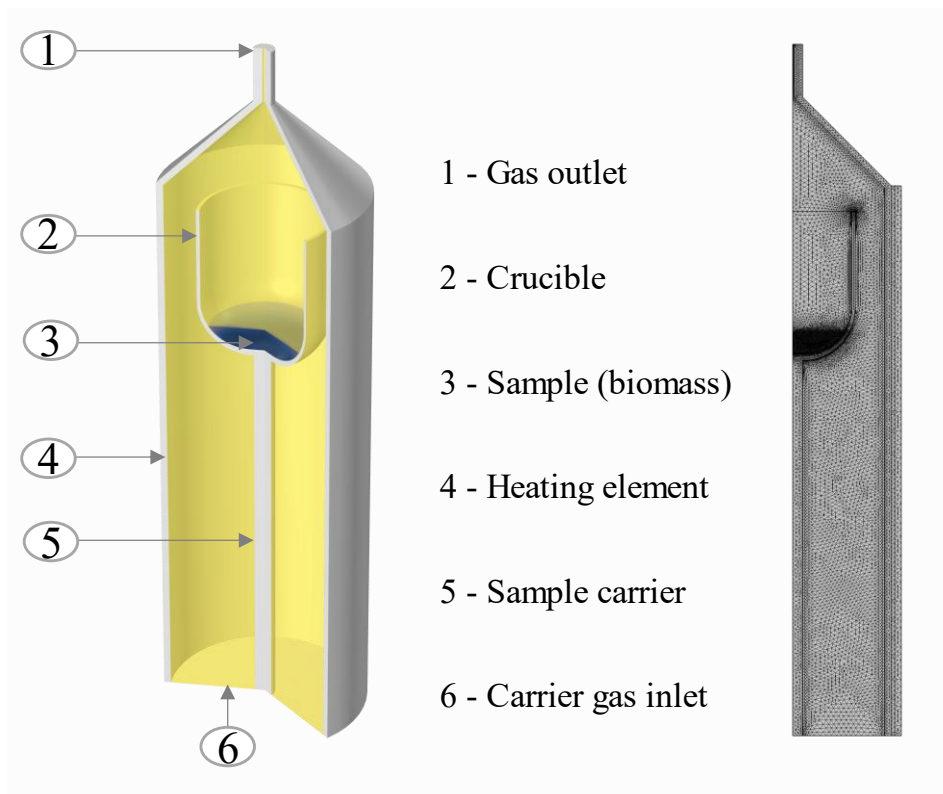 1
2
3
4
5
6
1 - Gas outlet
2 - Crucible
3 - Sample (biomass)
4 - Heating element
5 - Sample carrier
6 - Carrier gas inlet